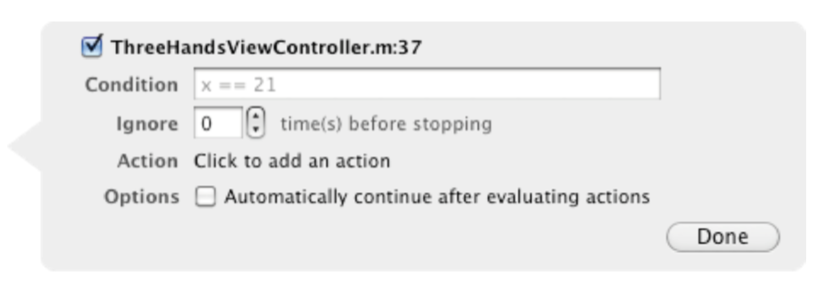 ThreeHandsViewController.m:37
Condition x == 21
Ignore 0 time(s) before stopping
Action Click to add an action
Options Automatically continue after evaluating actions
Done